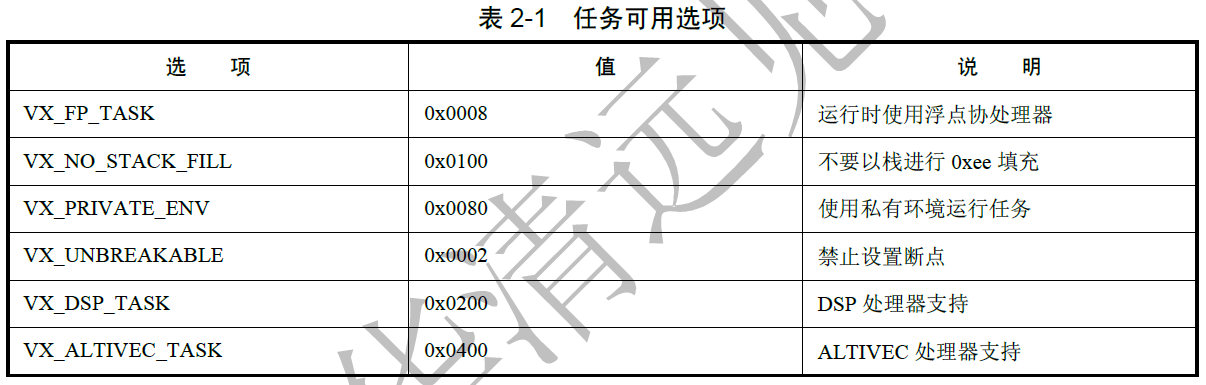 表 2-1 任务可用选项
选 项 值 说 明
VX_FP_TASK 0x0008 运行时使用浮点协处理器
VX_NO_STACK_FILL 0x0100 不要以栈进行 0xee 填充
VX_PRIVATE_ENV 0x0080 使用私有环境运行任务
VX_UNBREAKABLE 0x0002 禁止设置断点
VX_DSP_TASK 0x0200 DSP 处理器支持
VX_ALTIVEC_TASK 0x0400 ALTIVEC 处理器支持
华清远见